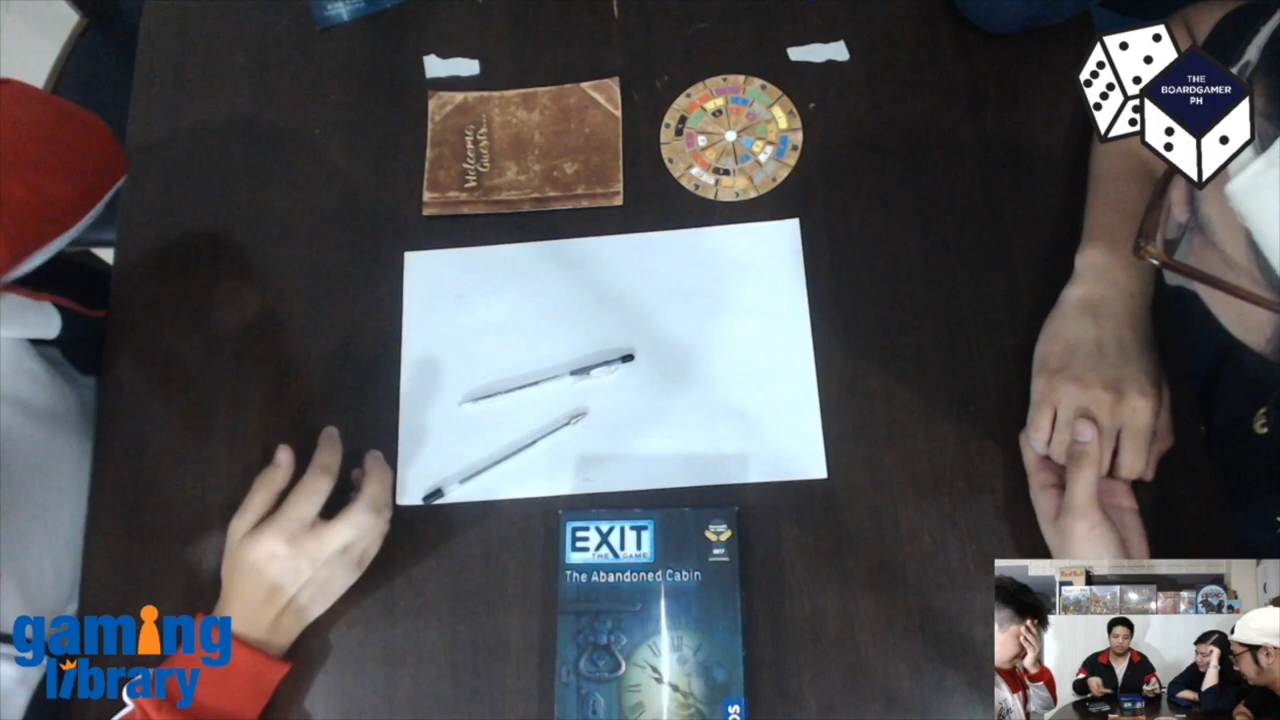 THE
BOARDGAMER
PH
Welcome,
Guests...
EXIT
THE GAME
The Abandoned Cabin
gaming
library